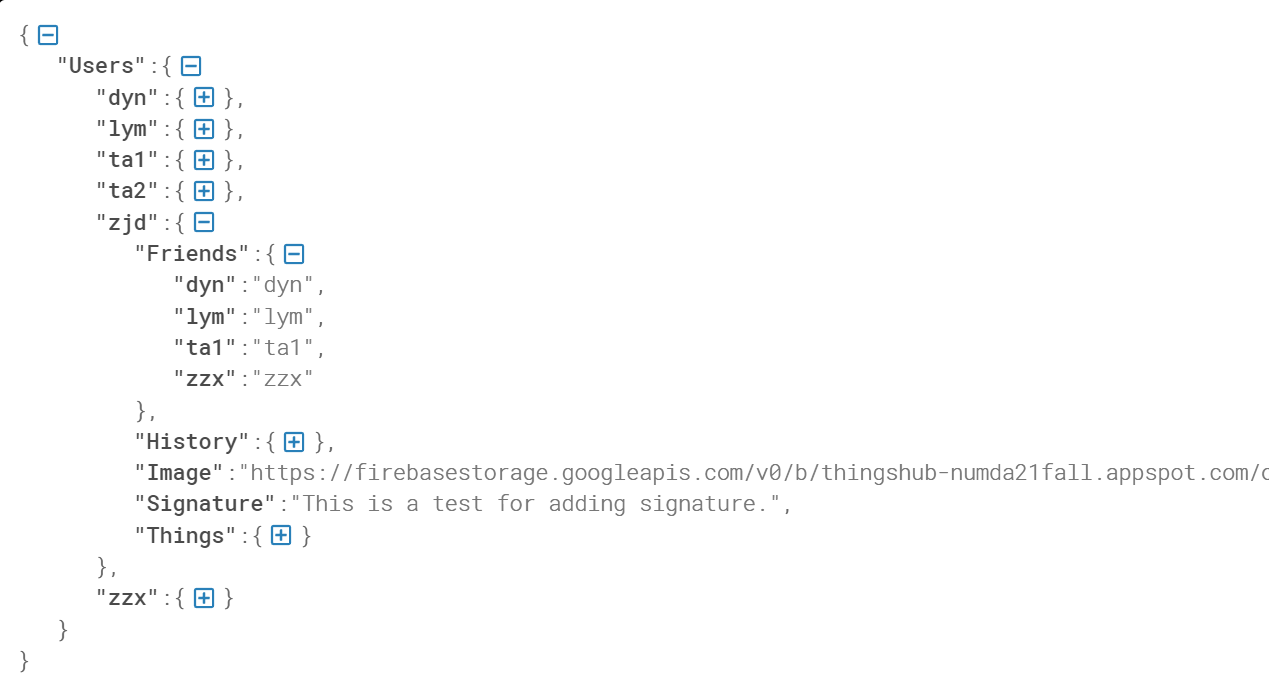 {
"Users":{
"dyn":{ },
"lym":{ },
"ta1":{ },
"ta2":{ },
"zjd":{
"Friends":{
"dyn":"dyn",
"lym":"lym",
"ta1":"ta1",
"zzx":"zzx"
},
"History":{ },
"Image":"https://firebasestorage.googleapis.com/v0/b/thingshub-numda21fall.appspot.com/
"Signature":"This is a test for adding signature.",
"Things":{ }
},
"zzx":{ }
}
}